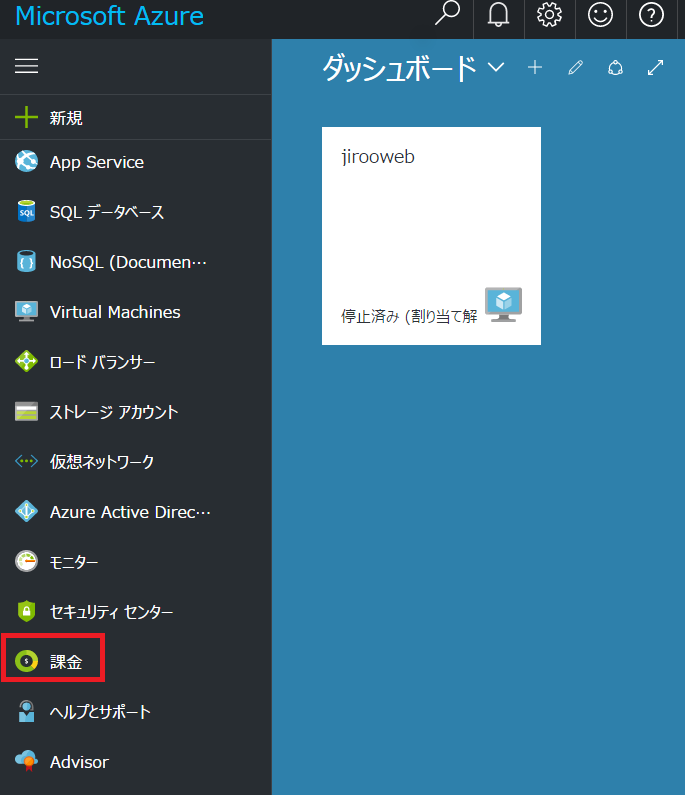 Microsoft Azure
ダッシュボード
新規
App Service
SQL データベース
NoSQL (Documen···
Virtual Machines
ロード バランサー
ストレージ アカウント
仮想ネットワーク
Azure Active Direc···
モニター
セキュリティ センター
課金
ヘルプとサポート
Advisor
jirooweb
停止済み (割り当て解